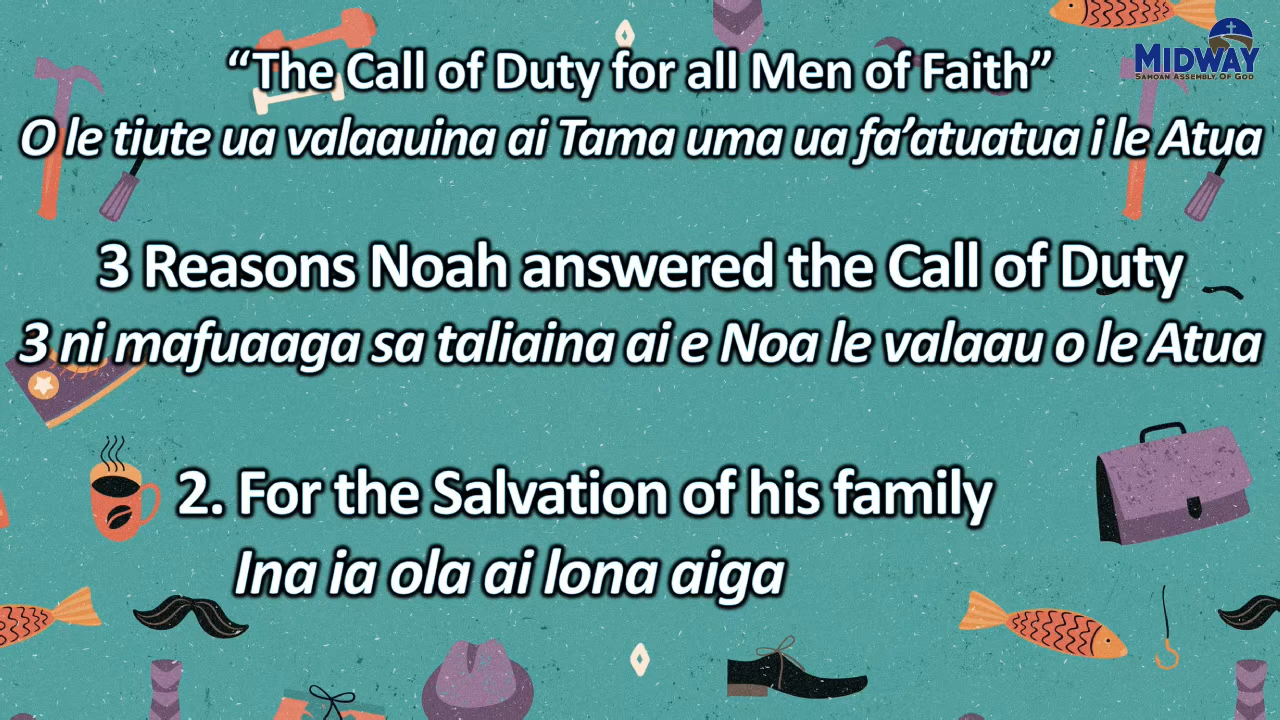 “The Call of Duty for all Men of Faith”
MIDWAY
SAMOAN ASSEMBLY OF GOD
O le tiute ua valaauina ai Tama uma ua fa’atuatua i le Atua
3 Reasons Noah answered the Call of Duty
3 ni mafuaaga sa taliaina ai e Noa le valaau o le Atua
2. For the Salvation of his family
Ina ia ola ai lona aiga